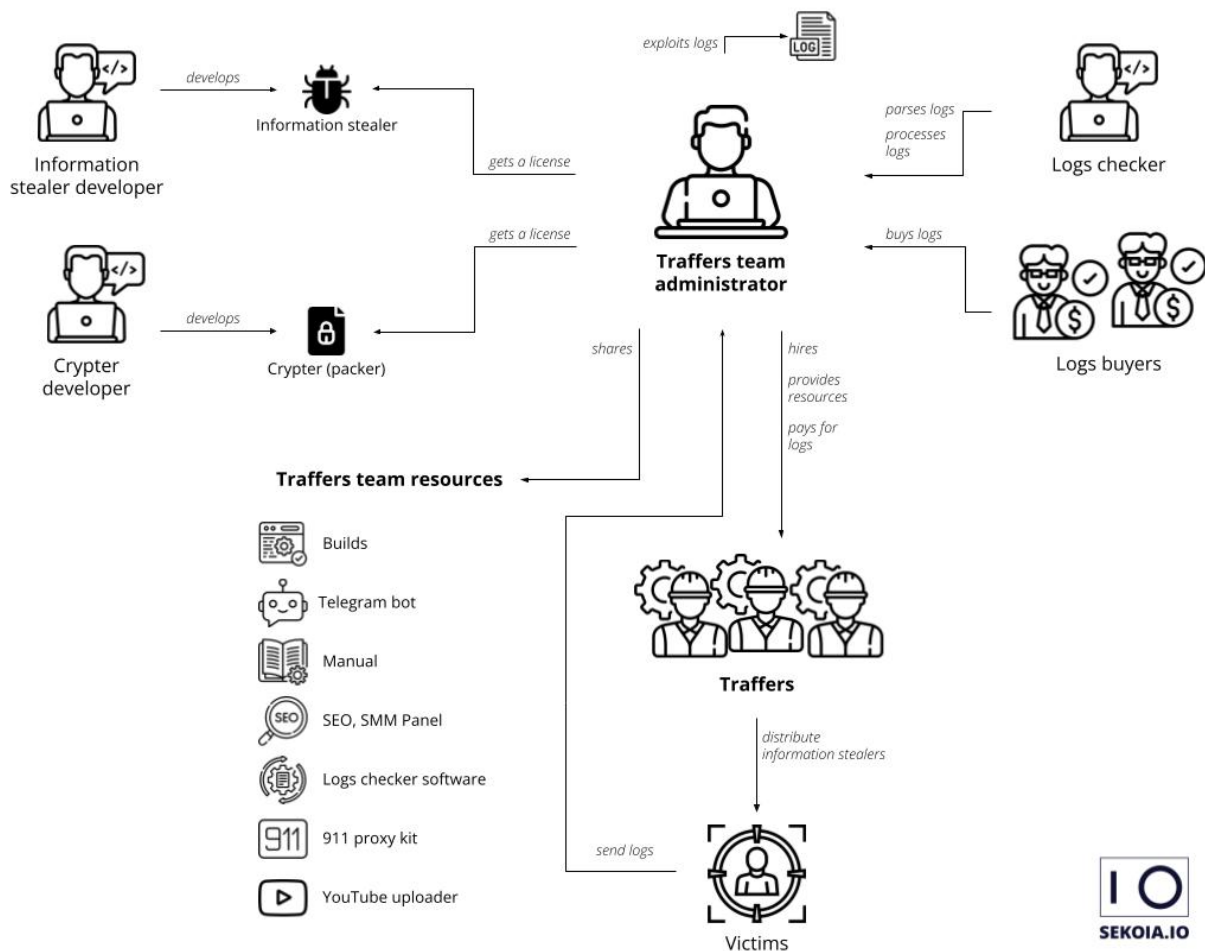 exploits logs
LOG
</>
develops
Information stealer
Information
stealer developer
gets a license
parses logs
processes
logs
Logs checker
</>
develops
Crypter (packer)
Crypter
developer
gets a license
Traffers team
administrator
buys logs
$
$
Logs buyers
shares
hires
provides
resources
pays for
logs
Traffers team resources
Builds
Telegram bot
Manual
SEO
SEO, SMM Panel
Logs checker software
911
911 proxy kit
YouTube uploader
Traffers
distribute
information stealers
send logs
Victims
</>
IO
SEKOIA.IO